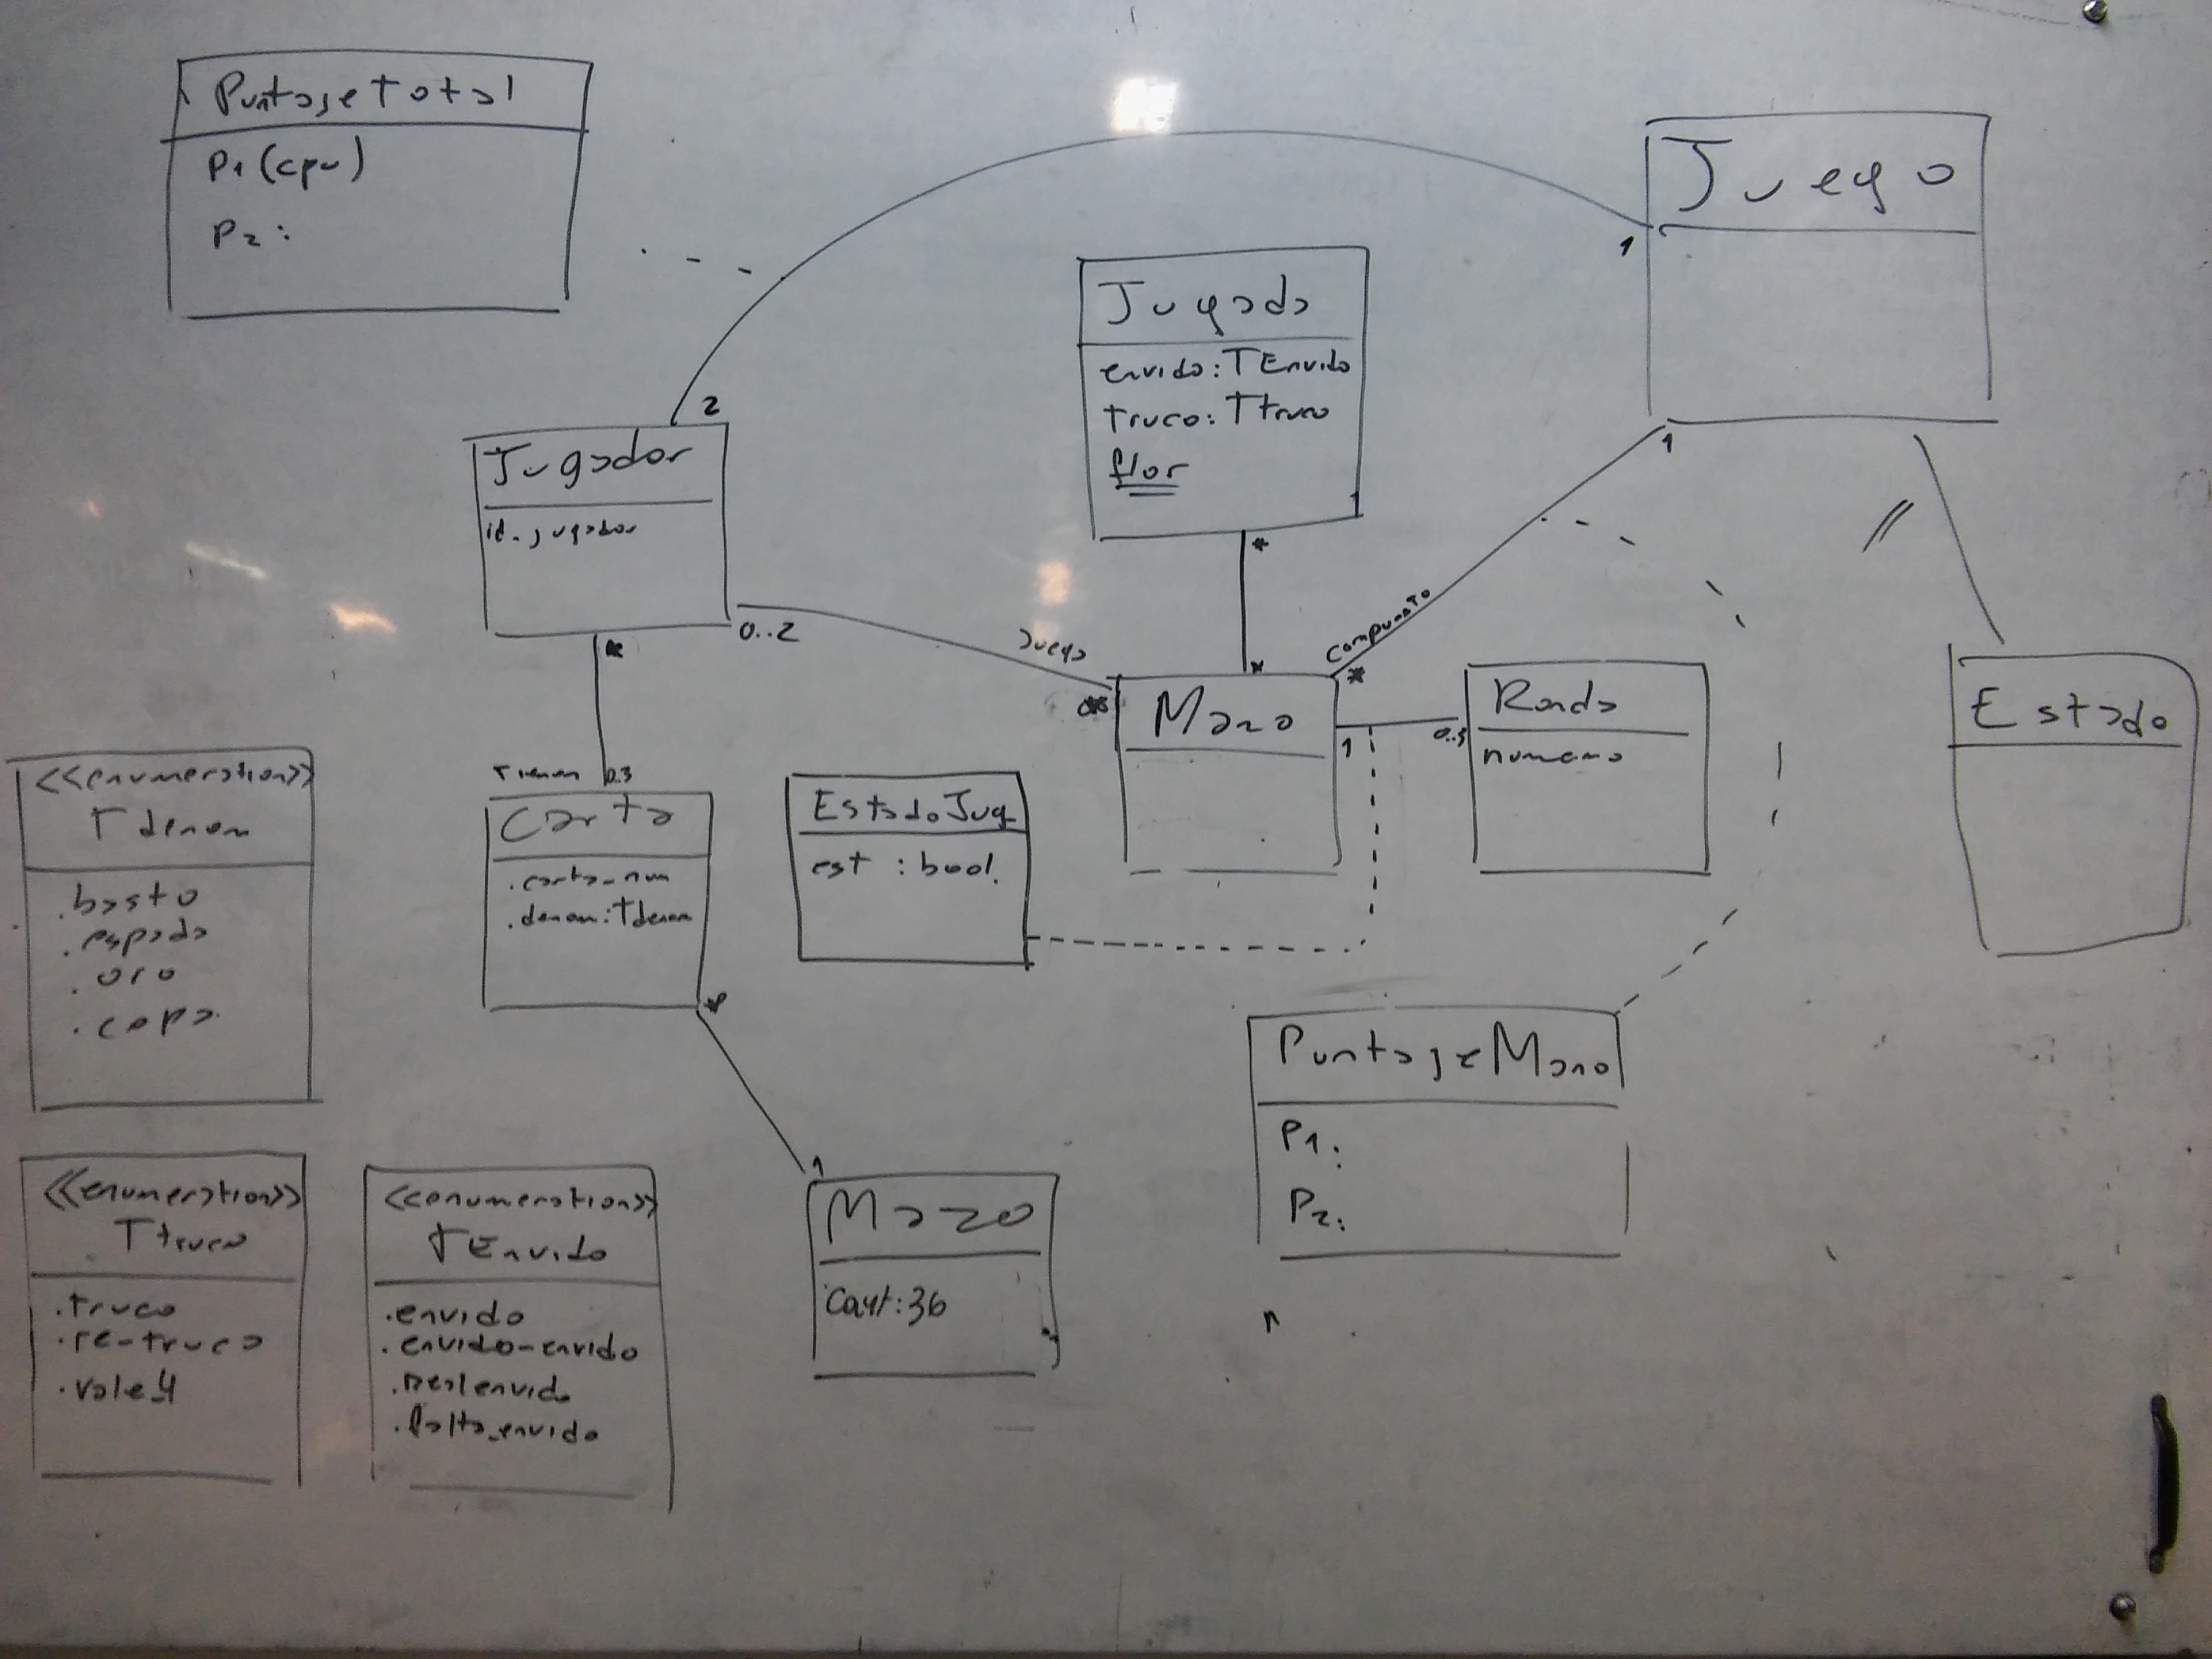 PuntajeTotal
P1 (cpu)
P2:
Juego
1
1
Jugada
envido: TEnvido
truco: Ttruco
flor
*
2
Jugador
id_jugador
0..2
Juega
*
Compuesto
*
*
Mano
1
0..3
Ronda
numero
Estado
Tienen
0.3
Carta
.carta_num
.denom: Tdenom
*
EstadoJug
est : bool.
<<enumeration>>
Tdenom
.basto
.espada
.oro
.copa
PuntajeMano
P1:
P2:
1
Mazo
Cant: 36
<<enumeration>>
Ttruco
.truco
.re-truco
.vale_4
<<enumeration>>
TEnvido
.envido
.envido-envido
.realenvido
.falta_envido